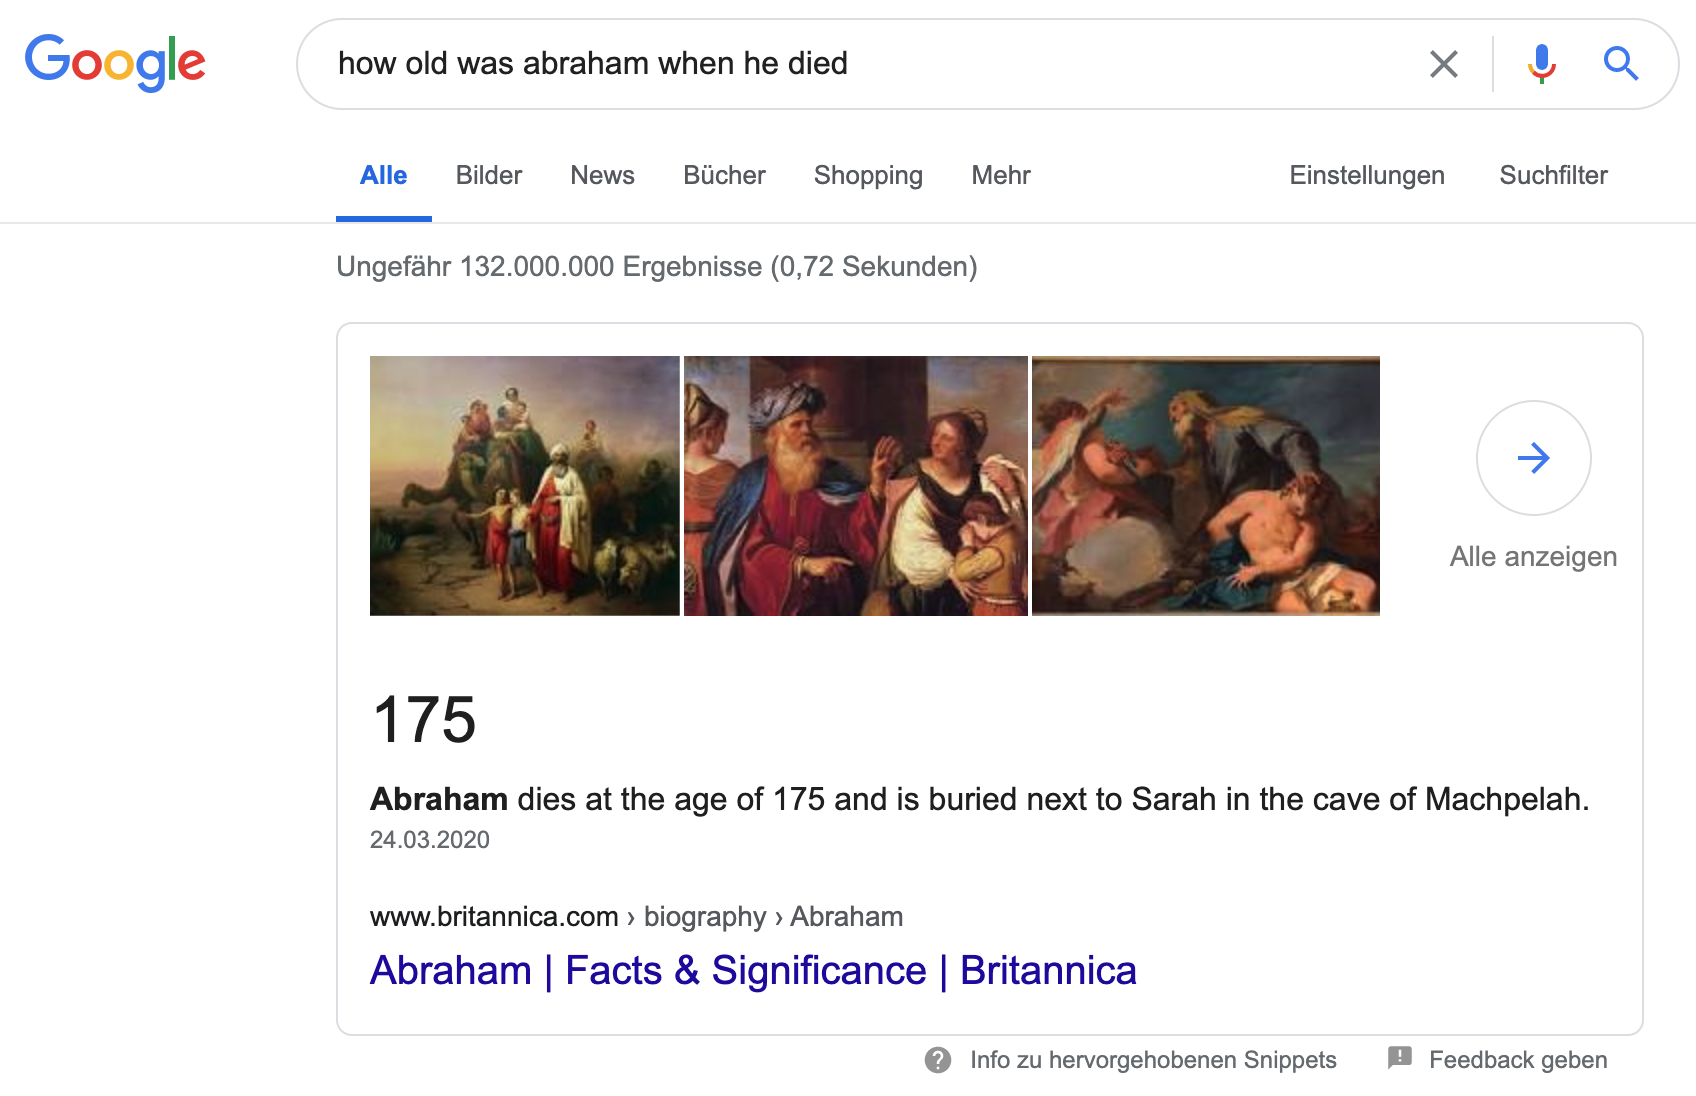 Google
how old was abraham when he died
Alle Bilder News Bücher Shopping Mehr Einstellungen Suchfilter
Ungefähr 132.000.000 Ergebnisse (0,72 Sekunden)
Alle anzeigen
175
Abraham dies at the age of 175 and is buried next to Sarah in the cave of Machpelah.
24.03.2020
www.britannica.com › biography › Abraham
Abraham | Facts & Significance | Britannica
Info zu hervorgehobenen Snippets Feedback geben